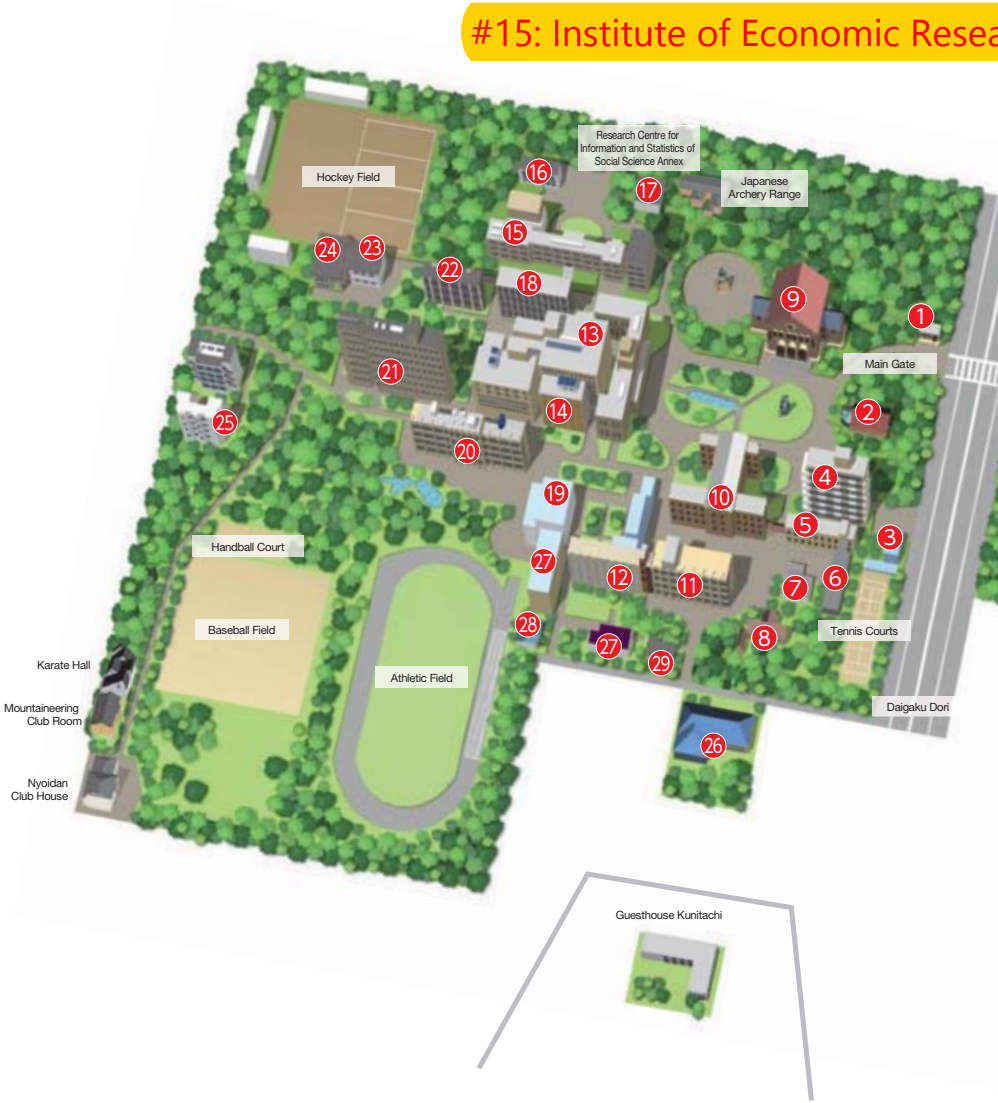 #15: Institute of Economic Resea
Research Centre for
Information and Statistics of
Social Science Annex
Hockey Field
16
17
Japanese
Archery Range
15
24
23
22
18
9
1
13
Main Gate
21
14
2
25
20
4
19
10
5
3
Handball Court
27
12
11
7
6
Baseball Field
28
27
8
Tennis Courts
29
Karate Hall
Athletic Field
Mountaineering
Club Room
Daigaku Dori
26
Nyoidan
Club House
Guesthouse Kunitachi